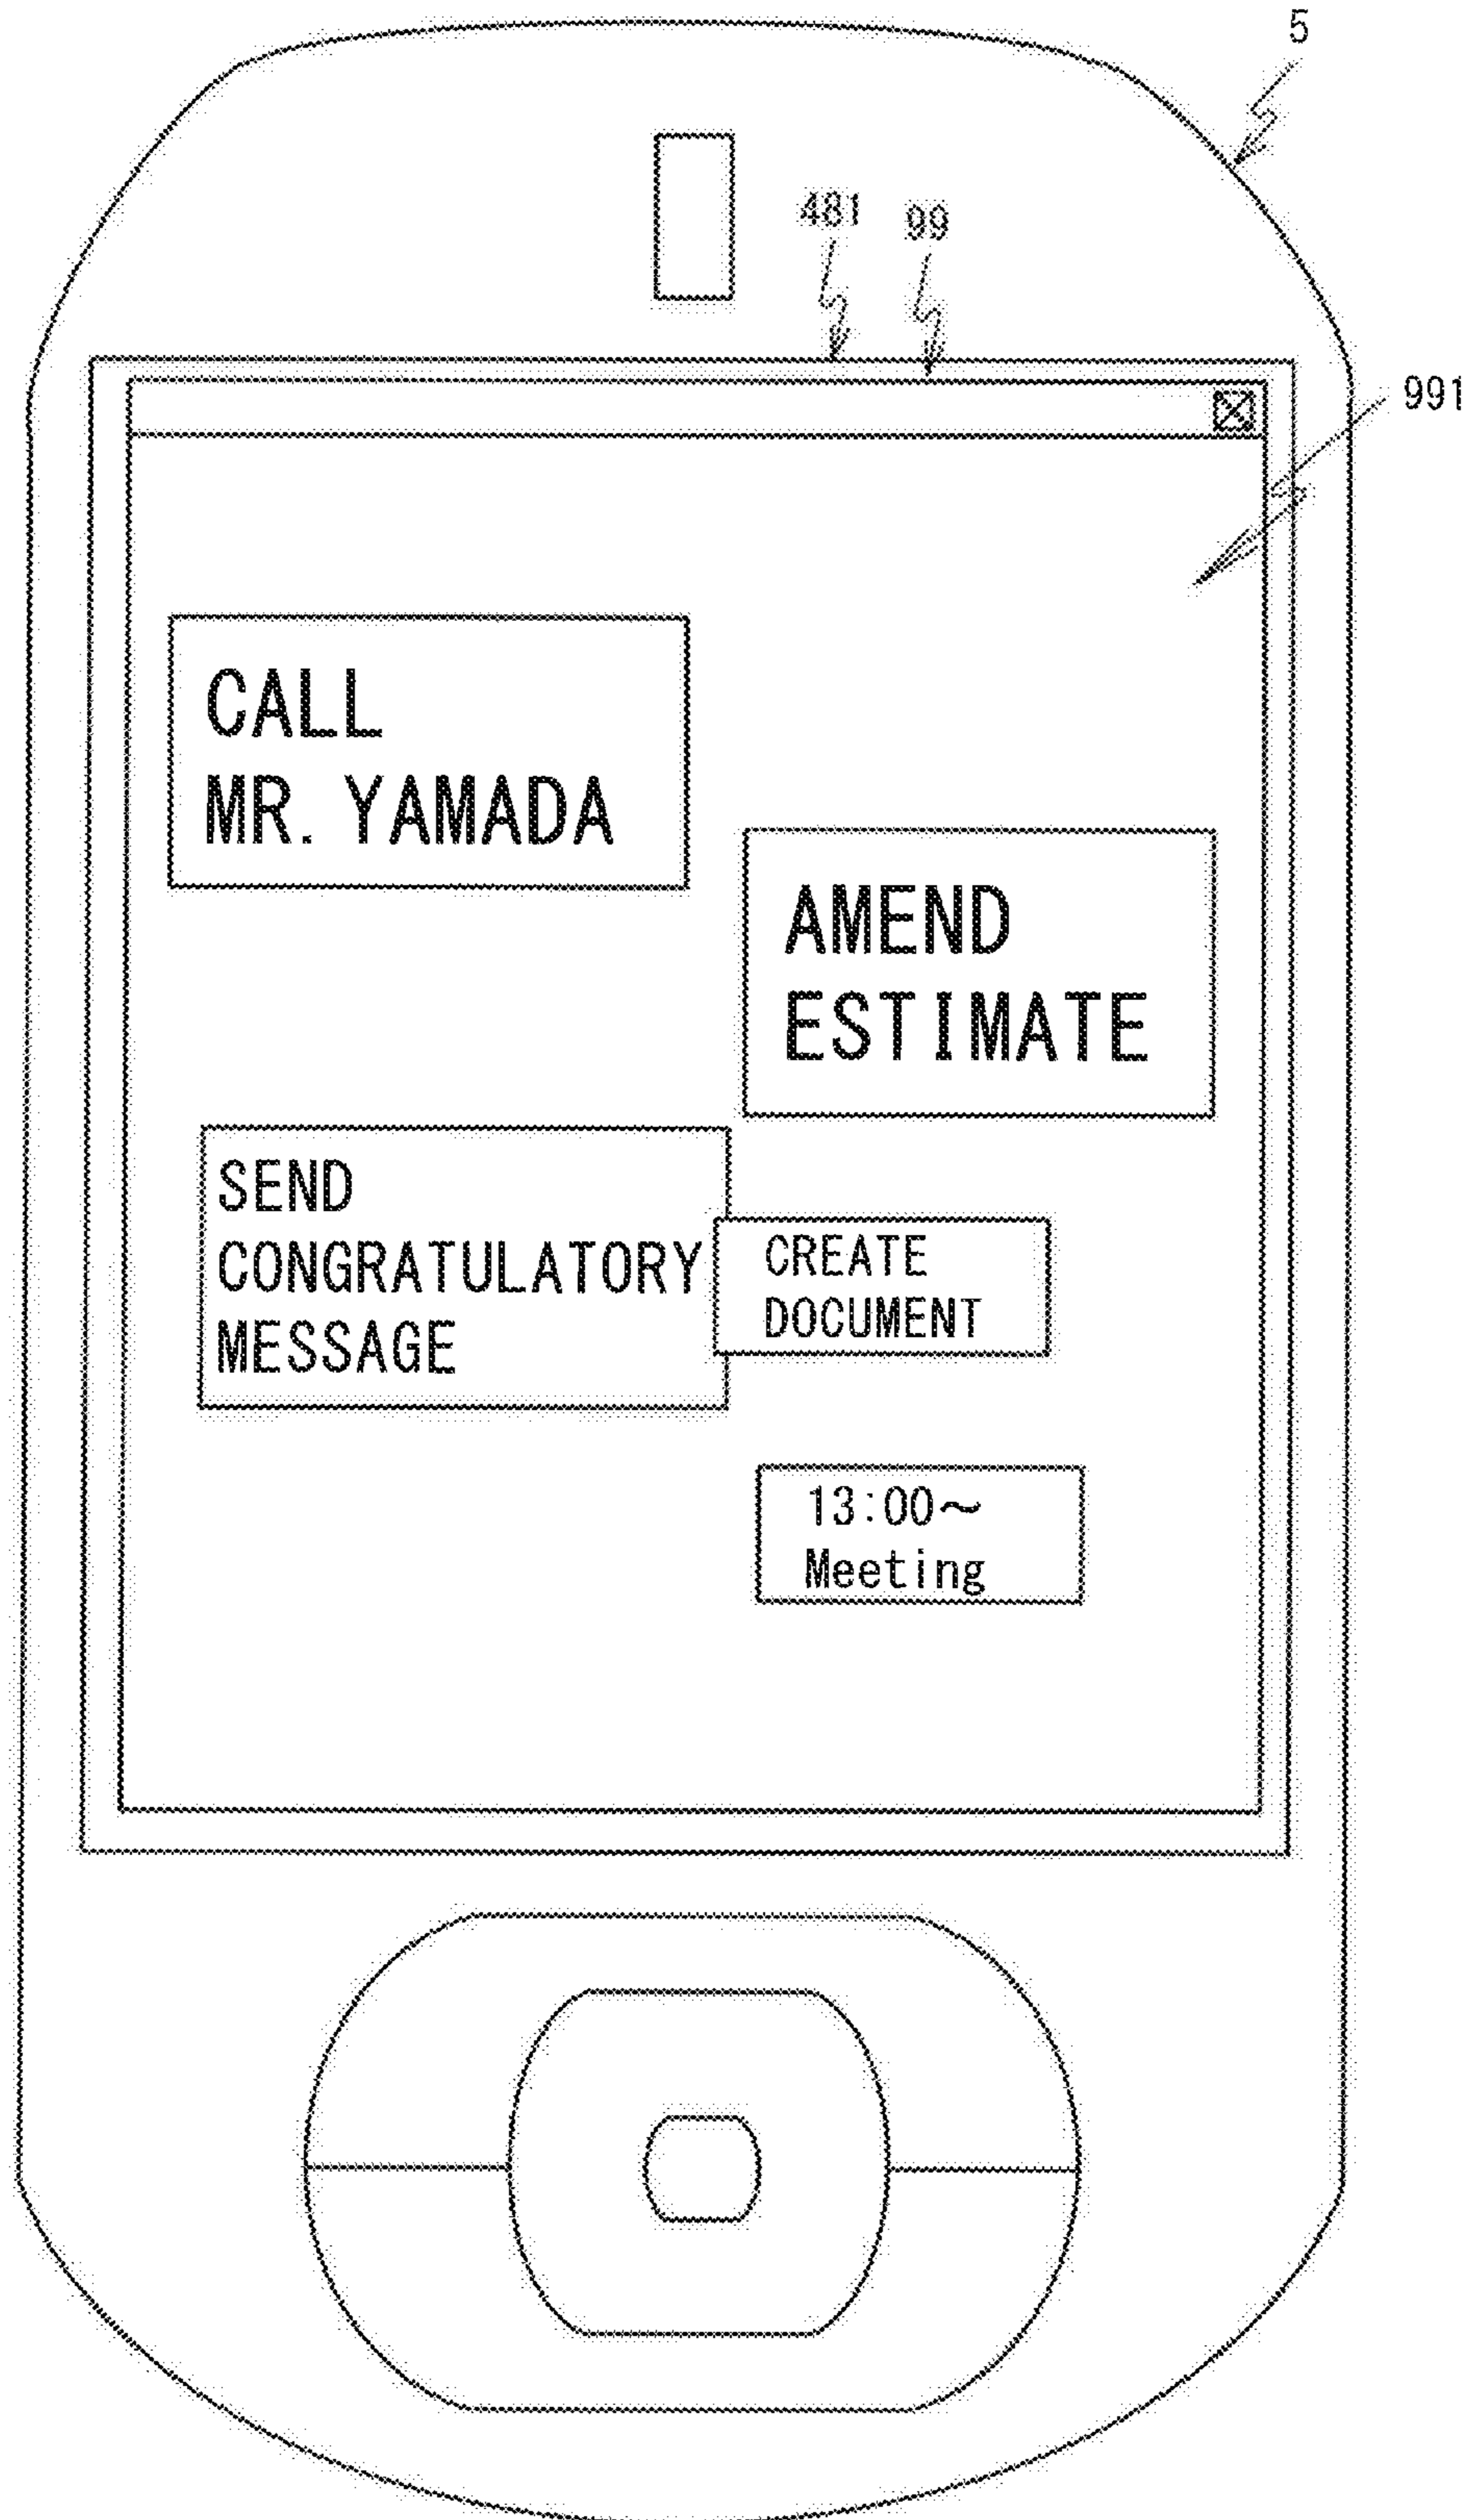 5
481
99
991
CALL
MR. YAMADA
AMEND
ESTIMATE
SEND
CONGRATULATORY
MESSAGE
CREATE
DOCUMENT
13:00～
Meeting